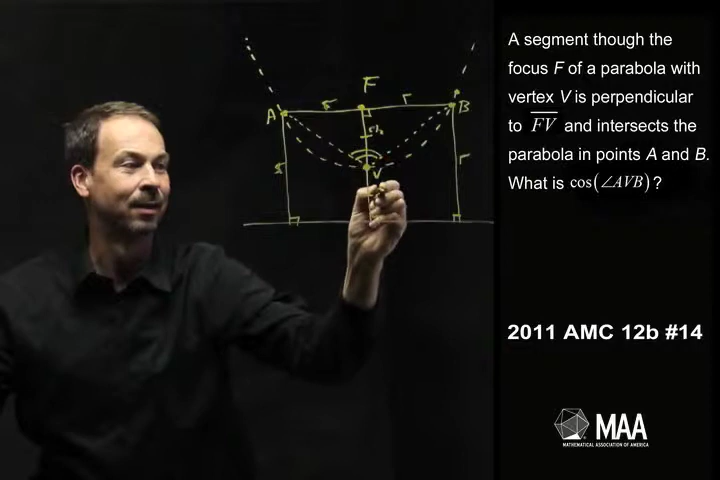 A segment though the
focus F of a parabola with
vertex V is perpendicular
to FV and intersects the
parabola in points A and B.
What is cos(∠AVB)?
2011 AMC 12b #14
MAA
MATHEMATICAL ASSOCIATION OF AMERICA
F
A
B
V